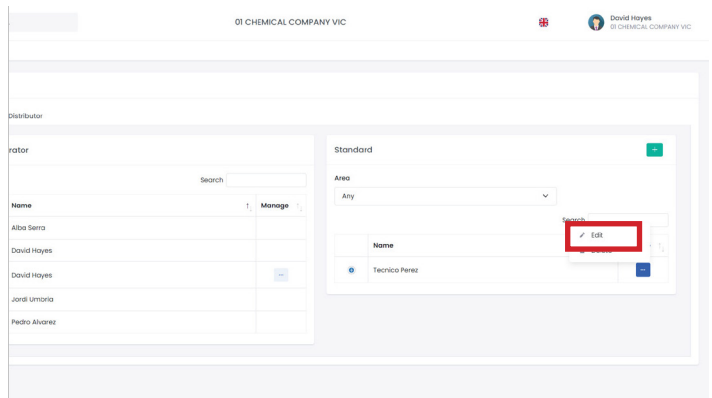 01 CHEMICAL COMPANY VIC
David Hayes
01 CHEMICAL COMPANY VIC
Distributor
rator
Search
Name
Manage
Alba Serra
David Hayes
David Hayes
Jordi Umbria
Pedro Alvarez
Standard
+
Area
Any
Search
Edit
Name
Tecnico Perez